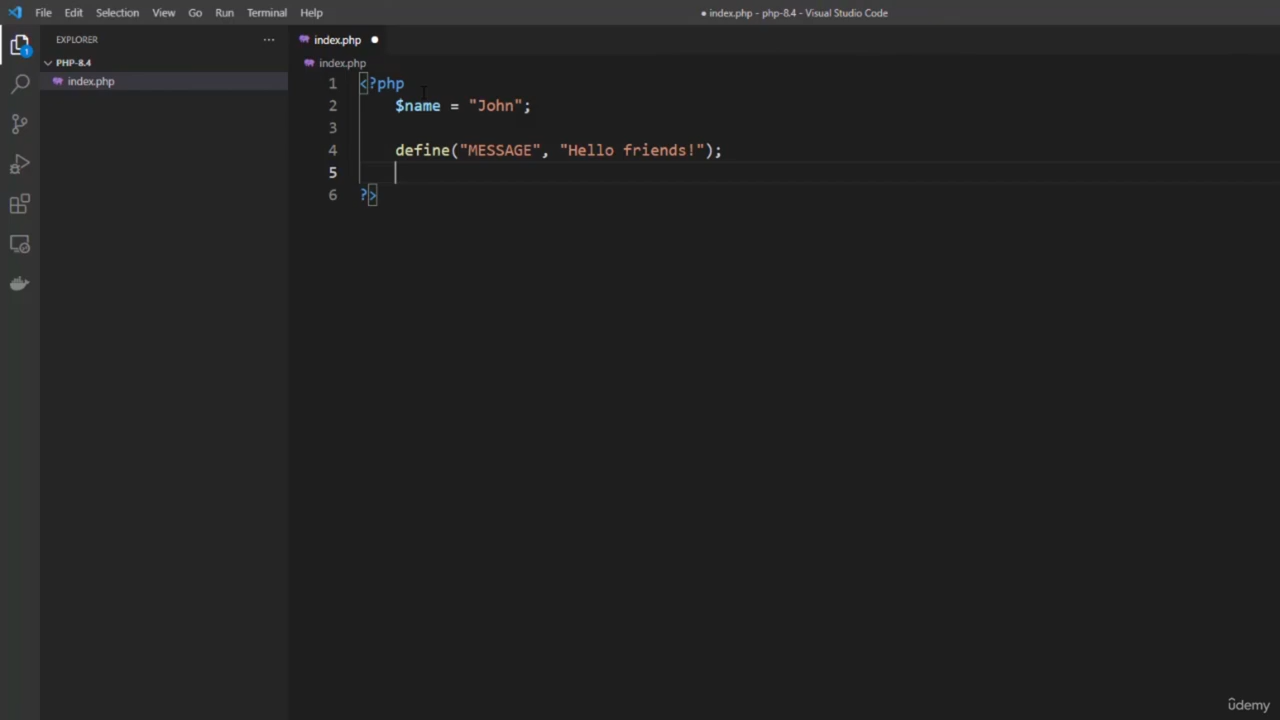 File Edit Selection View Go Run Terminal Help
● index.php - php-8.4 - Visual Studio Code
EXPLORER ...
index.php ●
PHP-8.4
index.php
index.php
1 <?php
2 $name = "John";
3
4 define("MESSAGE", "Hello friends!");
5
6 ?>
1
ûdemy